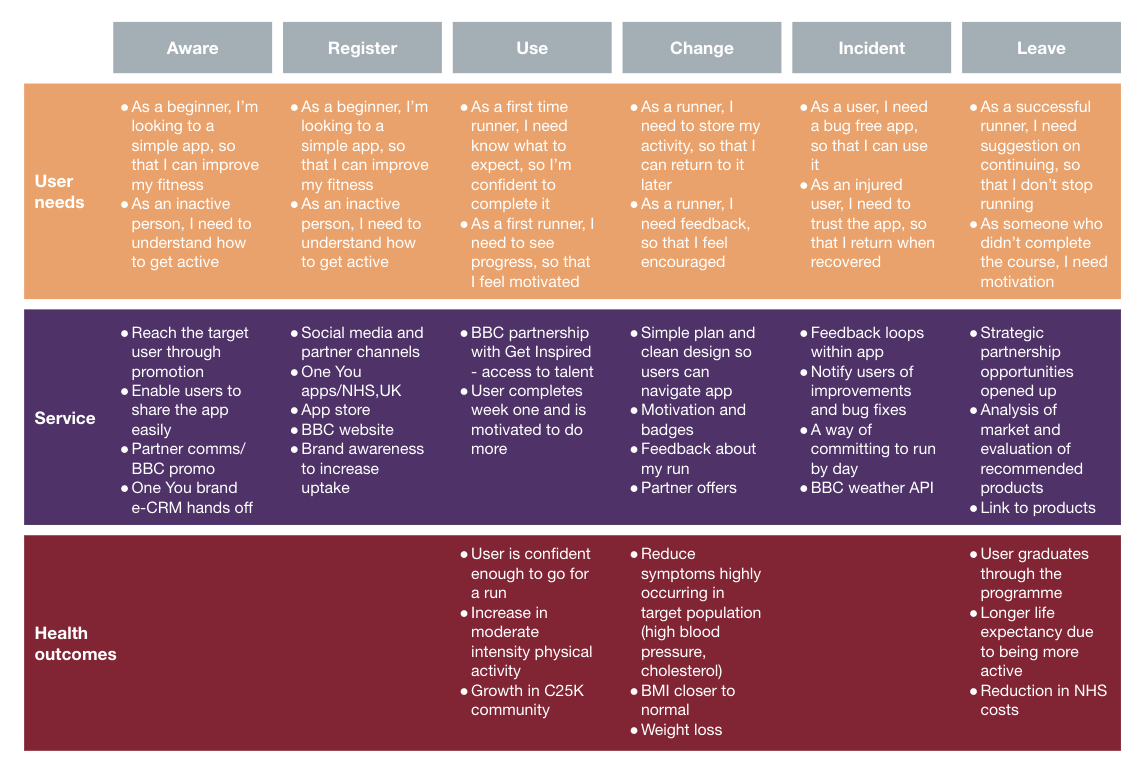 Aware
Register
Use
Change
Incident
Leave
User
needs
● As a beginner, I’m
looking to a
simple app, so
that I can improve
my fitness
● As an inactive
person, I need to
understand how
to get active
● As a beginner, I’m
looking to a
simple app, so
that I can improve
my fitness
● As an inactive
person, I need to
understand how
to get active
● As a first time
runner, I need
know what to
expect, so I’m
confident to
complete it
● As a first runner, I
need to see
progress, so that
I feel motivated
● As a runner, I
need to store my
activity, so that I
can return to it
later
● As a runner, I
need feedback,
so that I feel
encouraged
● As a user, I need
a bug free app,
so that I can use
it
● As an injured
user, I need to
trust the app, so
that I return when
recovered
● As a successful
runner, I need
suggestion on
continuing, so
that I don’t stop
running
● As someone who
didn’t complete
the course, I need
motivation
Service
● Reach the target
user through
promotion
● Enable users to
share the app
easily
● Partner comms/
BBC promo
● One You brand
e-CRM hands off
● Social media and
partner channels
● One You
apps/NHS,UK
● App store
● BBC website
● Brand awareness
to increase
uptake
● BBC partnership
with Get Inspired
- access to talent
● User completes
week one and is
motivated to do
more
● Simple plan and
clean design so
users can
navigate app
● Motivation and
badges
● Feedback about
my run
● Partner offers
● Feedback loops
within app
● Notify users of
improvements
and bug fixes
● A way of
committing to run
by day
● BBC weather API
● Strategic
partnership
opportunities
opened up
● Analysis of
market and
evaluation of
recommended
products
● Link to products
Health
outcomes
● User is confident
enough to go for
a run
● Increase in
moderate
intensity physical
activity
● Growth in C25K
community
● Reduce
symptoms highly
occurring in
target population
(high blood
pressure,
cholesterol)
● BMI closer to
normal
● Weight loss
● User graduates
through the
programme
● Longer life
expectancy due
to being more
active
● Reduction in NHS
costs